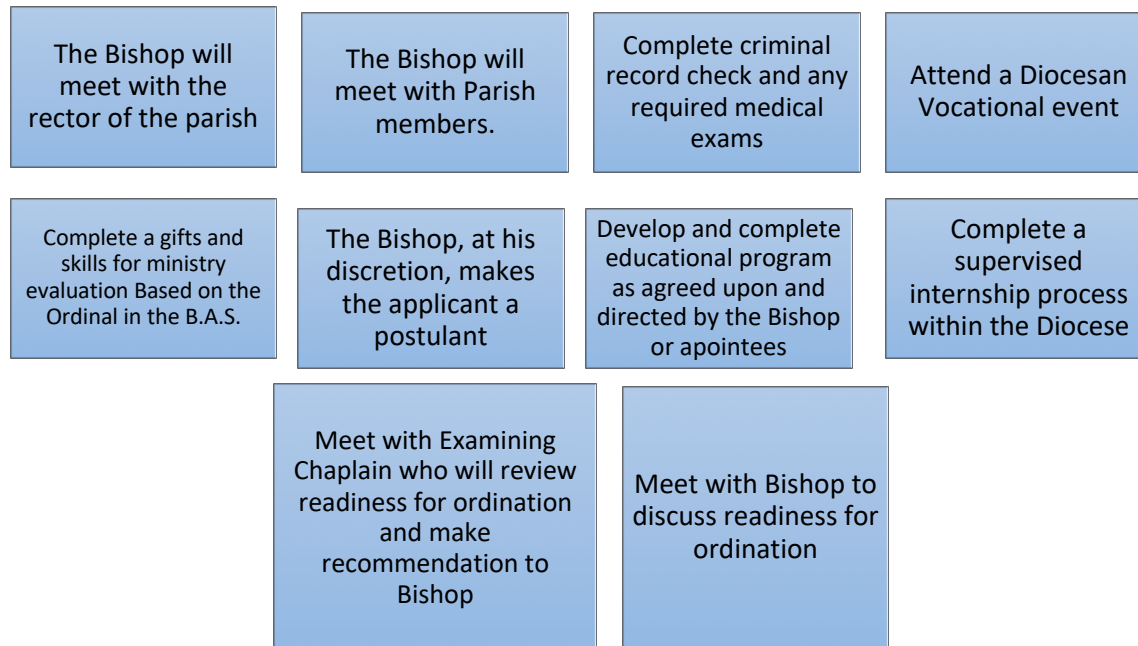 The Bishop will
meet with the
rector of the parish
The Bishop will
meet with Parish
members.
Complete criminal
record check and any
required medical
exams
Attend a Diocesan
Vocational event
Complete a gifts and
skills for ministry
evaluation Based on the
Ordinal in the B.A.S.
The Bishop, at his
discretion, makes
the applicant a
postulant
Develop and complete
educational program
as agreed upon and
directed by the Bishop
or apointees
Complete a
supervised
internship process
within the Diocese
Meet with Examining
Chaplain who will review
readiness for ordination
and make
recommendation to
Bishop
Meet with Bishop to
discuss readiness for
ordination